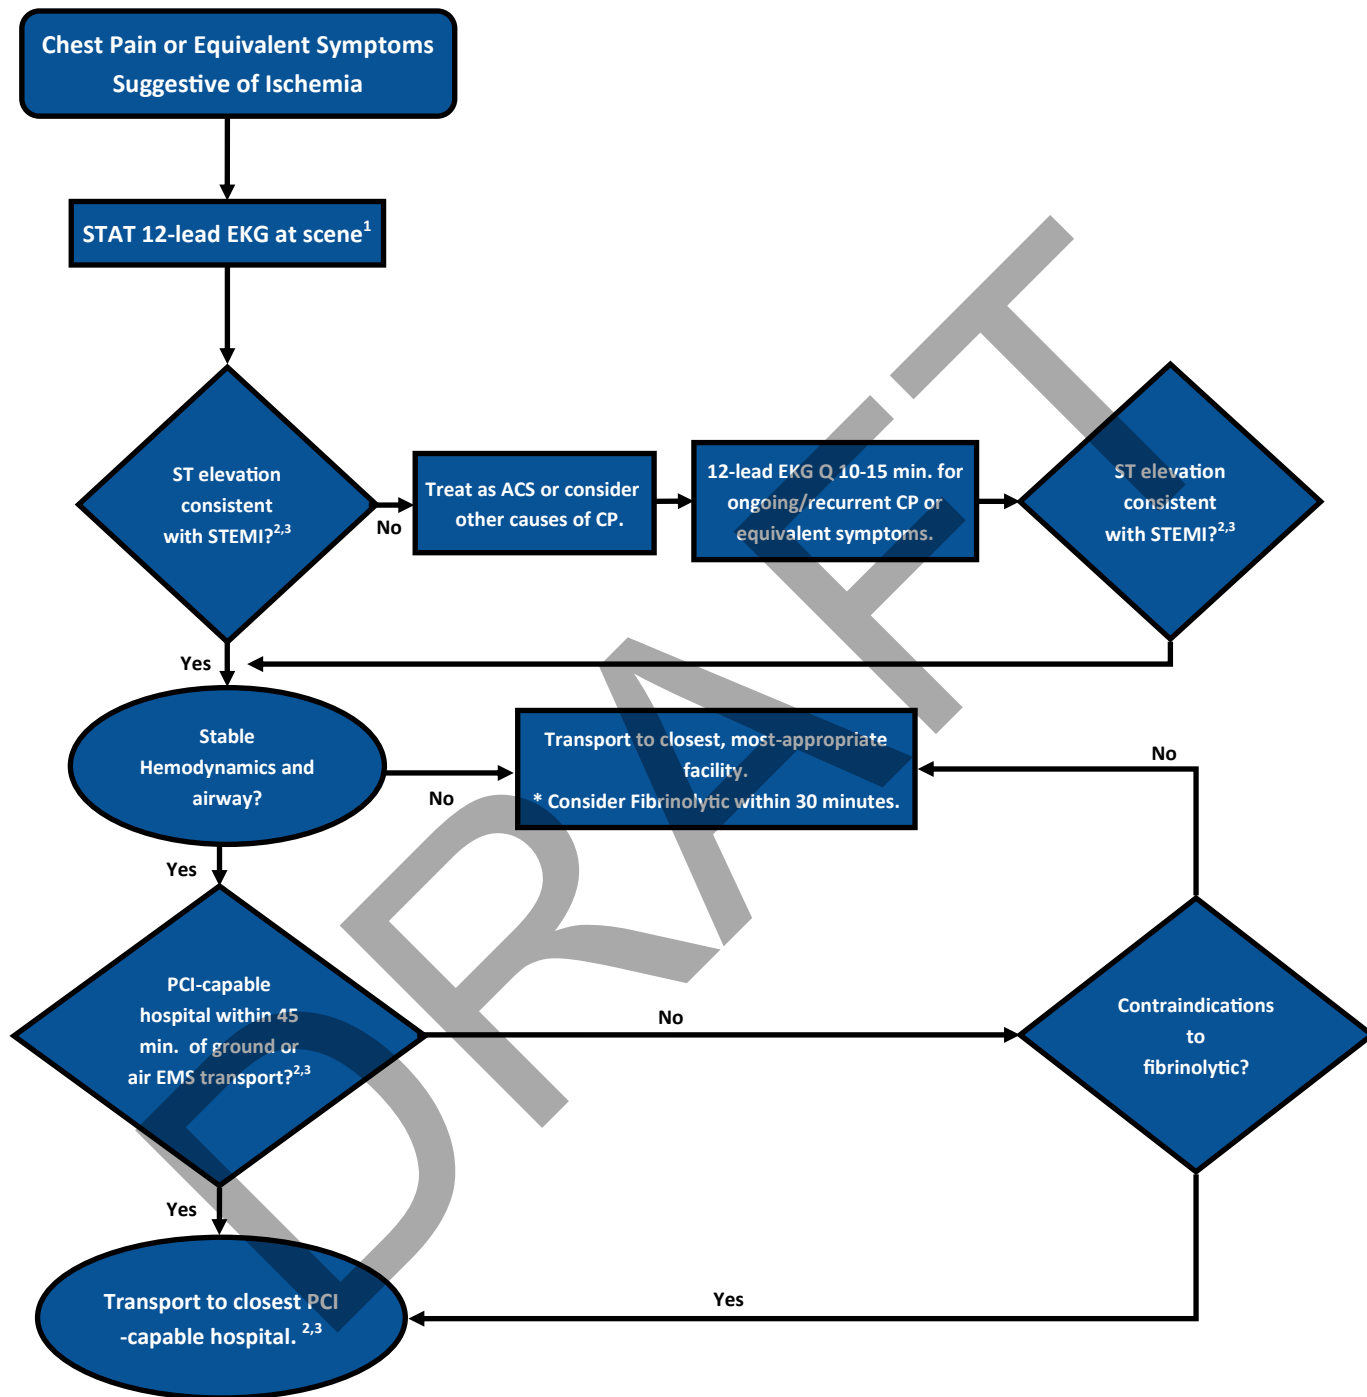 Chest Pain or Equivalent Symptoms
Suggestive of Ischemia
STAT 12-lead EKG at scene¹
ST elevation
consistent
with STEMI?²,³
No
Treat as ACS or consider
other causes of CP.
12-lead EKG Q 10-15 min. for
ongoing/recurrent CP or
equivalent symptoms.
ST elevation
consistent
with STEMI?²,³
Yes
Stable
Hemodynamics and
airway?
No
Transport to closest, most-appropriate
facility.
* Consider Fibrinolytic within 30 minutes.
No
Yes
PCI-capable
hospital within 45
min. of ground or
air EMS transport?²,³
No
Contraindications
to
fibrinolytic?
Yes
Transport to closest PCI
-capable hospital. ²,³
Yes
DRAFT